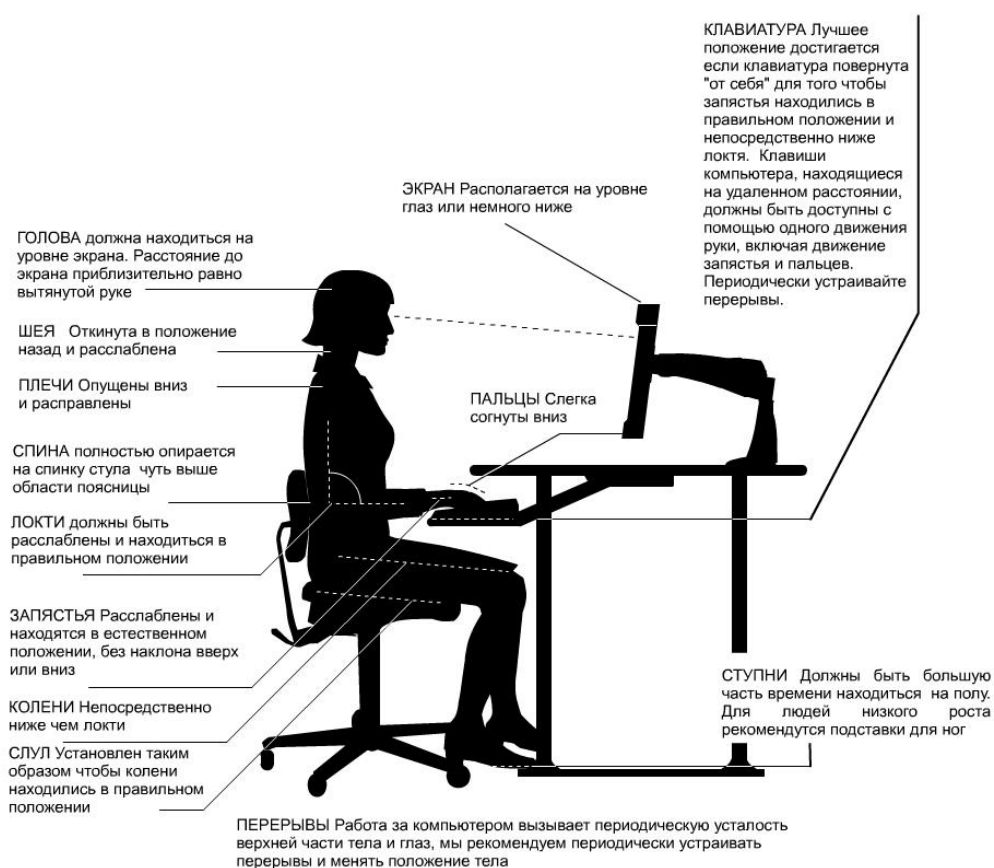 КЛАВИАТУРА Лучшее
положение достигается
если клавиатура повернута
"от себя" для того чтобы
запястья находились в
правильном положении и
непосредственно ниже
локтя. Клавиши
компьютера, находящиеся
на удаленном расстоянии,
должны быть доступны с
помощью одного движения
руки, включая движение
запястья и пальцев.
Периодически устраивайте
перерывы.
ЭКРАН Располагается на уровне
глаз или немного ниже
ГОЛОВА должна находиться на
уровне экрана. Расстояние до
экрана приблизительно равно
вытянутой руке
ШЕЯ Откинута в положение
назад и расслаблена
ПЛЕЧИ Опущены вниз
и расправлены
ПАЛЬЦЫ Слегка
согнуты вниз
СПИНА полностью опирается
на спинку стула чуть выше
области поясницы
ЛОКТИ должны быть
расслаблены и находиться в
правильном положении
ЗАПЯСТЬЯ Расслаблены и
находятся в естественном
положении, без наклона вверх
или вниз
КОЛЕНИ Непосредственно
ниже чем локти
СЛУЛ Установлен таким
образом чтобы колени
находились в правильном
положении
СТУПНИ Должны быть большую
часть времени находиться на полу.
Для людей низкого роста
рекомендутся подставки для ног
ПЕРЕРЫВЫ Работа за компьютером вызывает периодическую усталость
верхней части тела и глаз, мы рекомендуем периодически устраивать
перерывы и менять положение тела